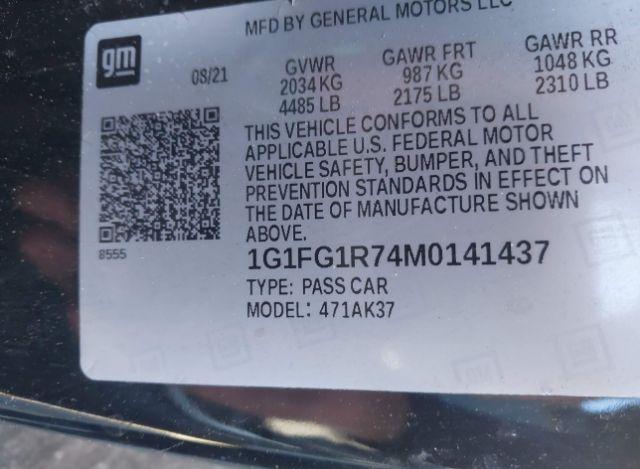 MFD BY GENERAL MOTORS LLC
gm
08/21
GVWR GAWR FRT GAWR RR
2034 KG 987 KG 1048 KG
4485 LB 2175 LB 2310 LB
THIS VEHICLE CONFORMS TO ALL
APPLICABLE U.S. FEDERAL MOTOR
VEHICLE SAFETY, BUMPER, AND THEFT
PREVENTION STANDARDS IN EFFECT ON
THE DATE OF MANUFACTURE SHOWN
ABOVE.
8555
1G1FG1R74M0141437
TYPE: PASS CAR
MODEL: 471AK37